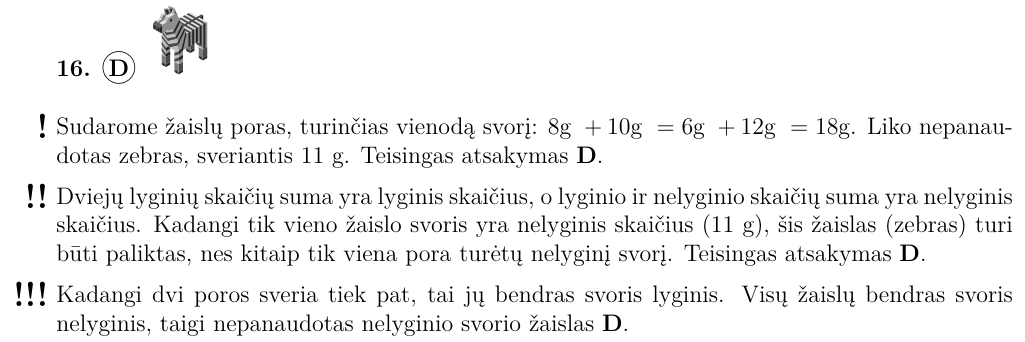 16. D
! Sudarome žaislų poras, turinčias vienodą svorį: 8g + 10g = 6g + 12g = 18g. Liko nepanau-
dotas zebras, sveriantis 11 g. Teisingas atsakymas D.
!! Dviejų lyginių skaičių suma yra lyginis skaičius, o lyginio ir nelyginio skaičių suma yra nelyginis
skaičius. Kadangi tik vieno žaislo svoris yra nelyginis skaičius (11 g), šis žaislas (zebras) turi
būti paliktas, nes kitaip tik viena pora turėtų nelyginį svorį. Teisingas atsakymas D.
!!! Kadangi dvi poros sveria tiek pat, tai jų bendras svoris lyginis. Visų žaislų bendras svoris
nelyginis, taigi nepanaudotas nelyginio svorio žaislas D.